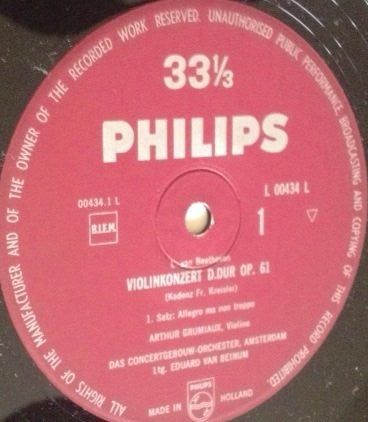 ALL RIGHTS OF THE MANUFACTURER AND OF THE OWNER OF THE RECORDED WORK RESERVED. UNAUTHORISED PUBLIC PERFORMANCE BROADCASTING AND COPYING OF THIS RECORD PROHIBITED.
33⅓
PHILIPS
00434.1 L
L 00434 L
B.I.E.M.
1
▽
L. van Beethoven
VIOLINKONZERT D.DUR OP. 61
(Kadenz Fr. Kreisler)
1. Satz: Allegro ma non troppo
ARTHUR GRUMIAUX, Violine
DAS CONCERTGEBOUW-ORCHESTER, AMSTERDAM
Ltg. EDUARD VAN BEINUM
PHILIPS
MADE IN HOLLAND